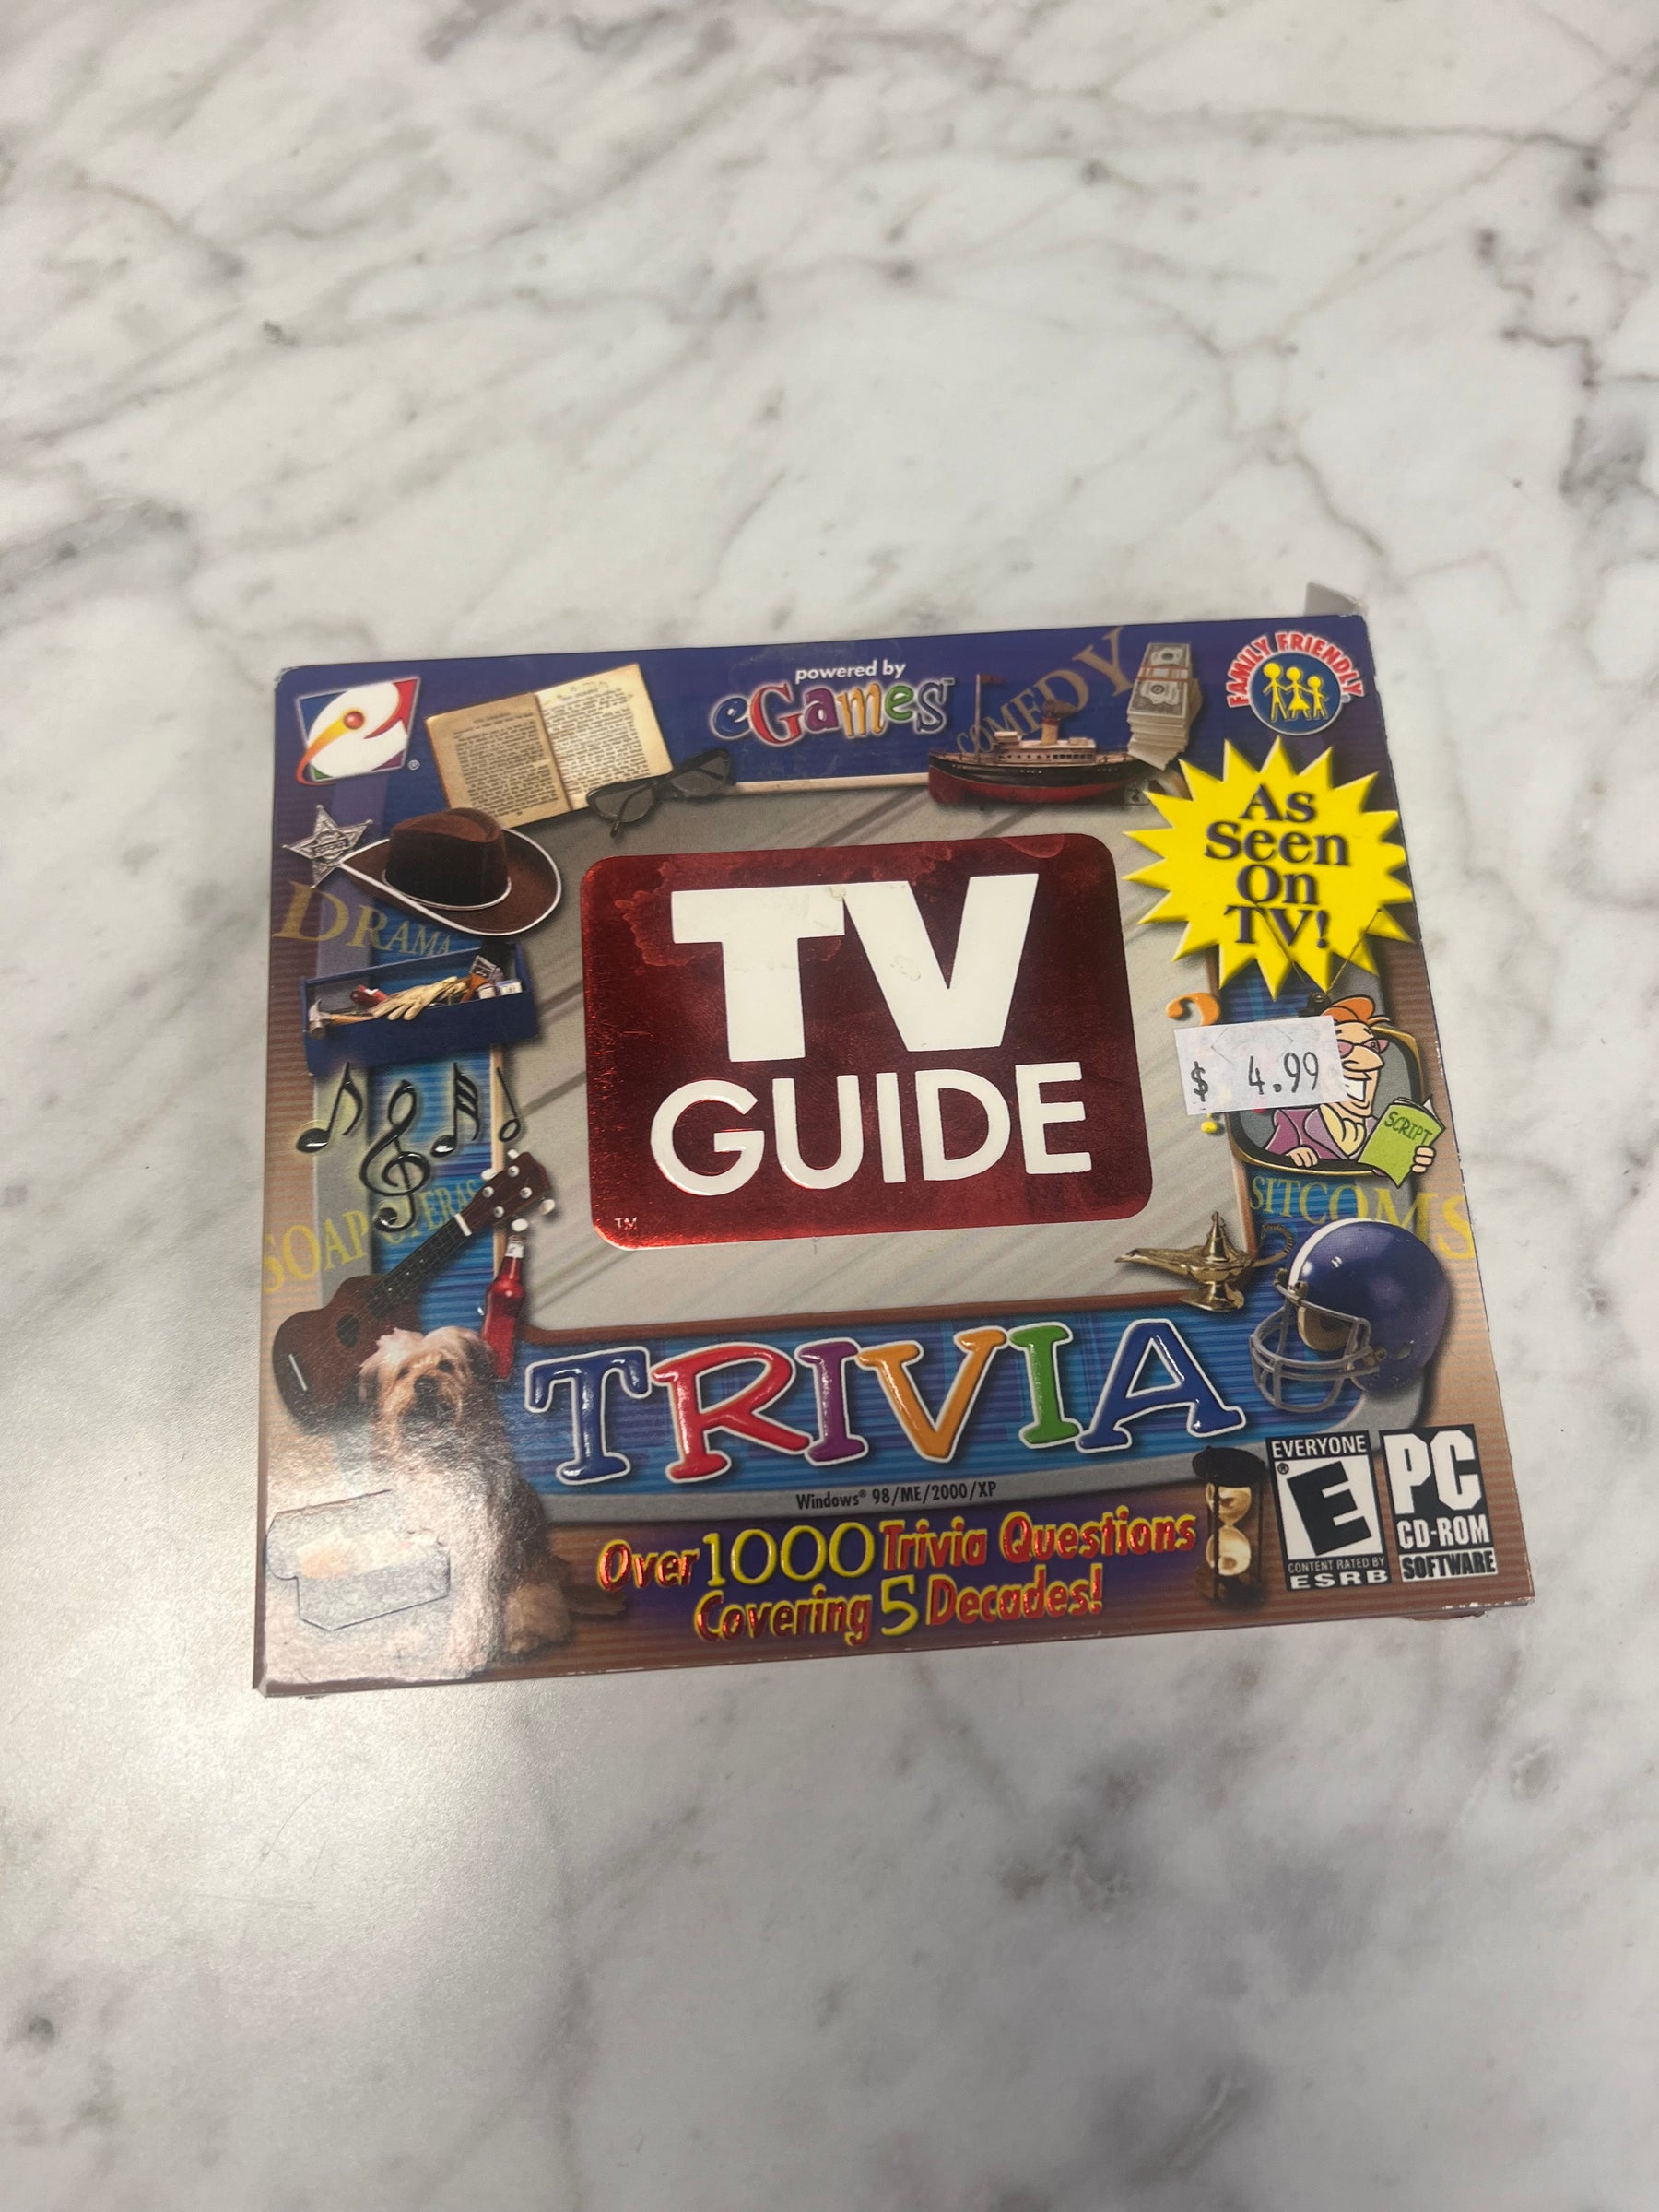 powered by
eGames™
COMEDY
FAMILY FRIENDLY
As
Seen
On
TV!
DRAMA
TV
GUIDE
™
$ 4.99
SCRIPT
SOAP OPERAS
SITCOMS
TRIVIA
Windows® 98/ME/2000/XP
Over 1000 Trivia Questions
Covering 5 Decades!
EVERYONE
E
®
CONTENT RATED BY
ESRB
PC
CD-ROM
SOFTWARE